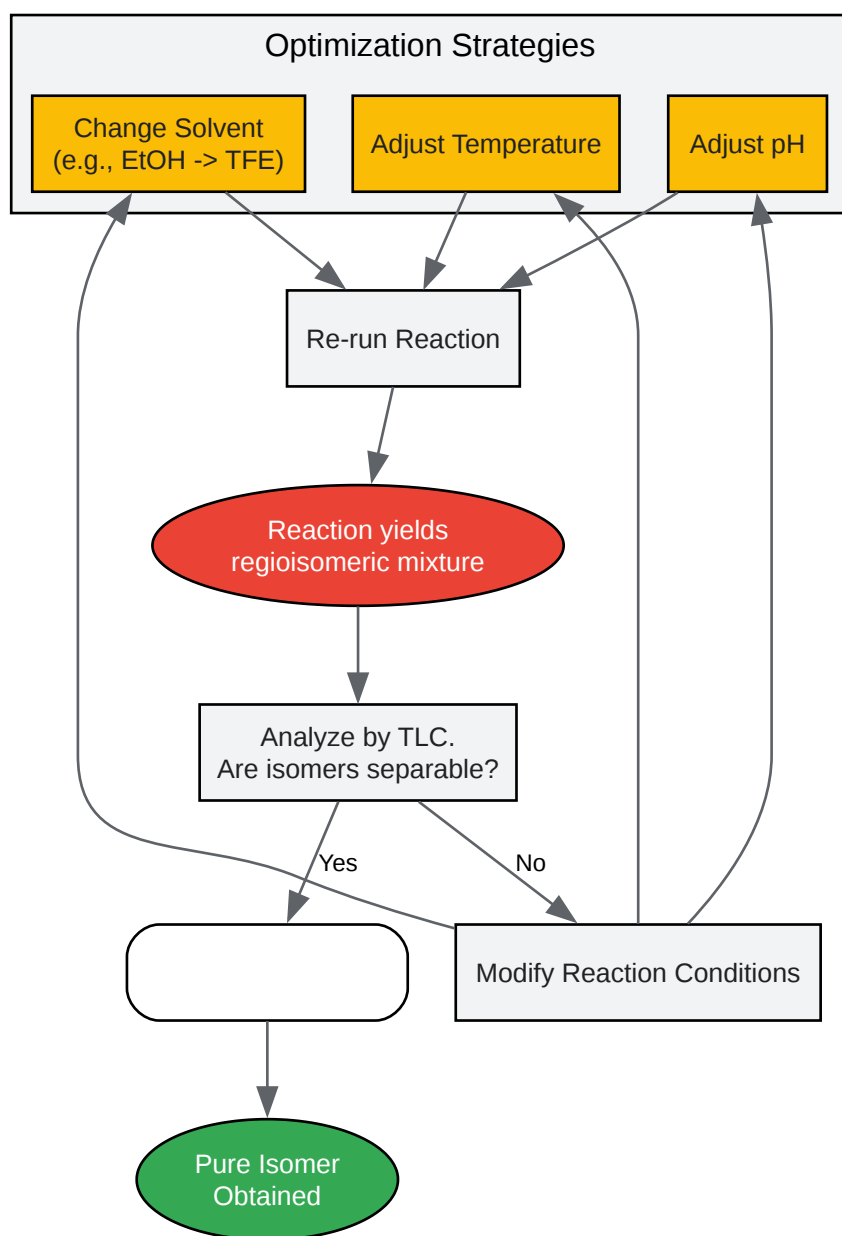 Optimization Strategies
Change Solvent
(e.g., EtOH -> TFE)
Adjust Temperature
Adjust pH
Re-run Reaction
Reaction yields
regioisomeric mixture
Analyze by TLC.
Are isomers separable?
Yes
No
Modify Reaction Conditions
Pure Isomer
Obtained